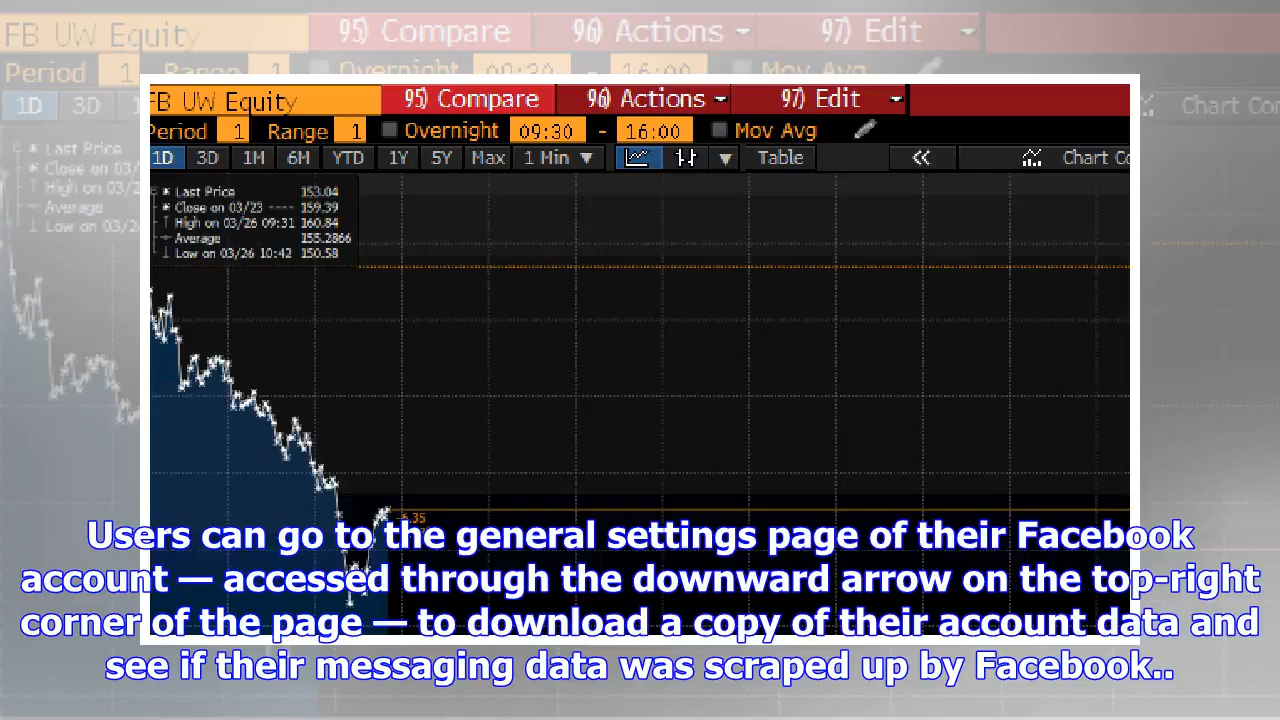 FB UW Equity 95) Compare 96) Actions 97) Edit
Period 1 Range 1 Overnight 09:30 - 16:00 Mov Avg
1D 3D 1M 6M YTD 1Y 5Y Max 1 Min ▼ ▼ Table « Chart Co
Last Price 153.04
Close on 03/23 ---- 159.39
High on 03/26 09:31 160.84
Average 155.2866
Low on 03/26 10:42 150.58
Users can go to the general settings page of their Facebook
account — accessed through the downward arrow on the top-right
corner of the page — to download a copy of their account data and
see if their messaging data was scraped up by Facebook..